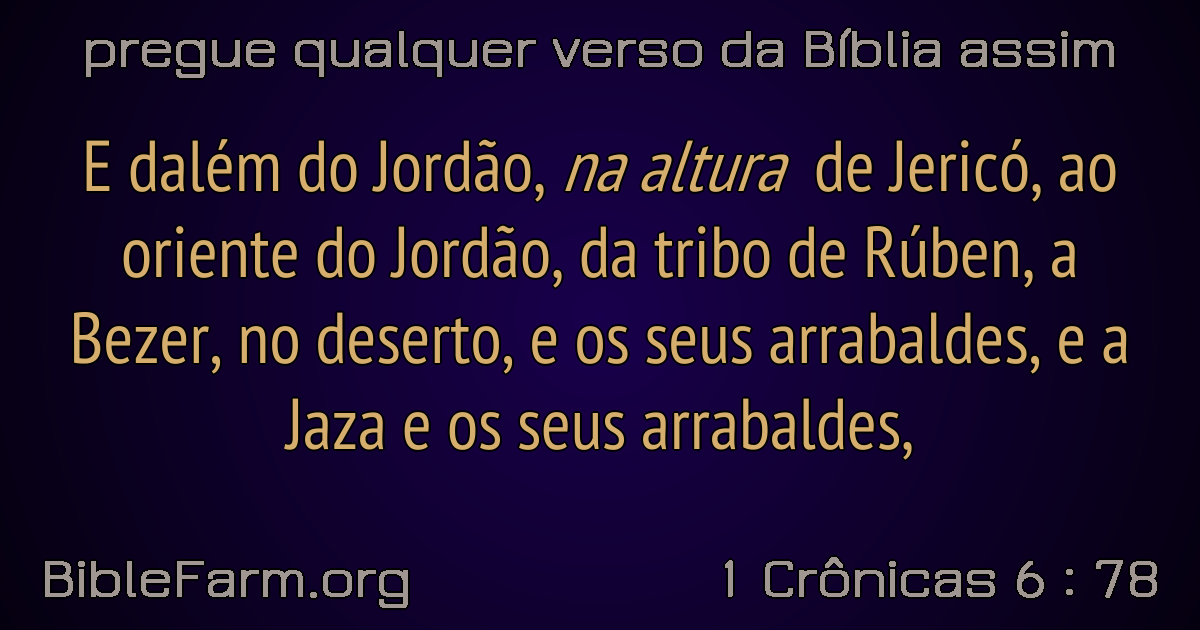 pregue qualquer verso da Bíblia assim
E dalém do Jordão, na altura de Jericó, ao
oriente do Jordão, da tribo de Rúben, a
Bezer, no deserto, e os seus arrabaldes, e a
Jaza e os seus arrabaldes,
BibleFarm.org
1 Crônicas 6 : 78